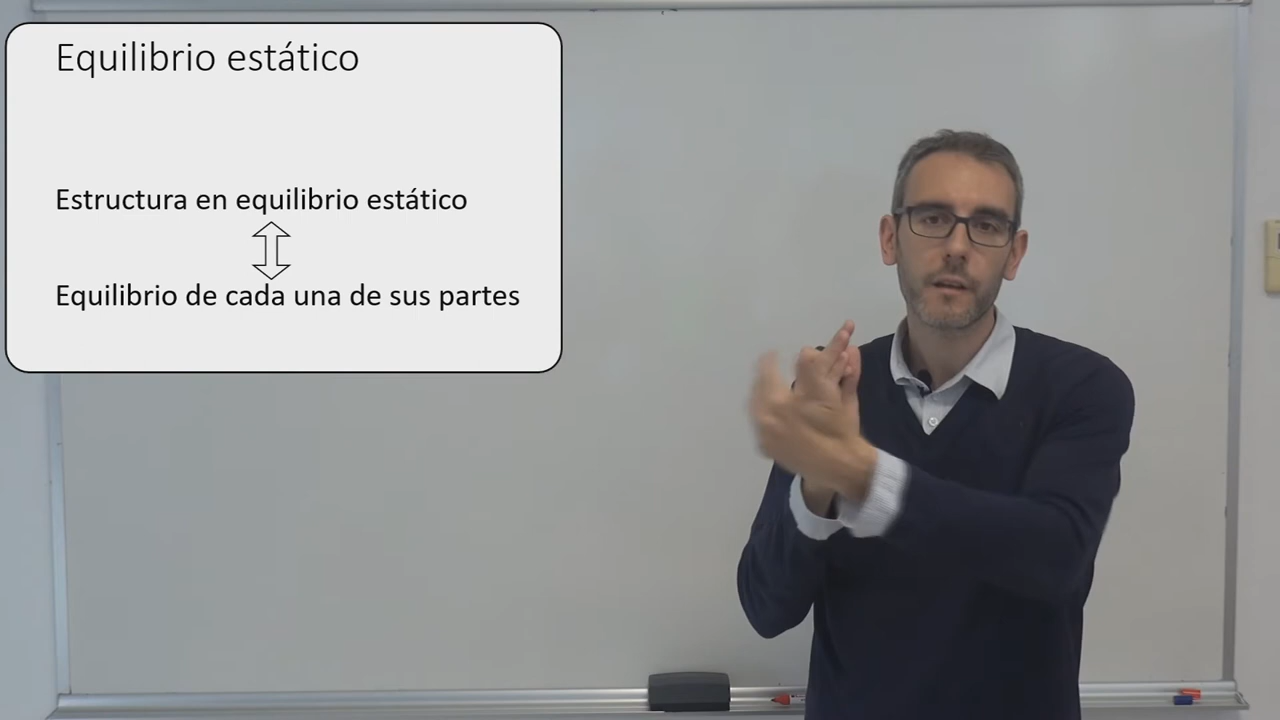 Equilibrio estático
Estructura en equilibrio estático
Equilibrio de cada una de sus partes